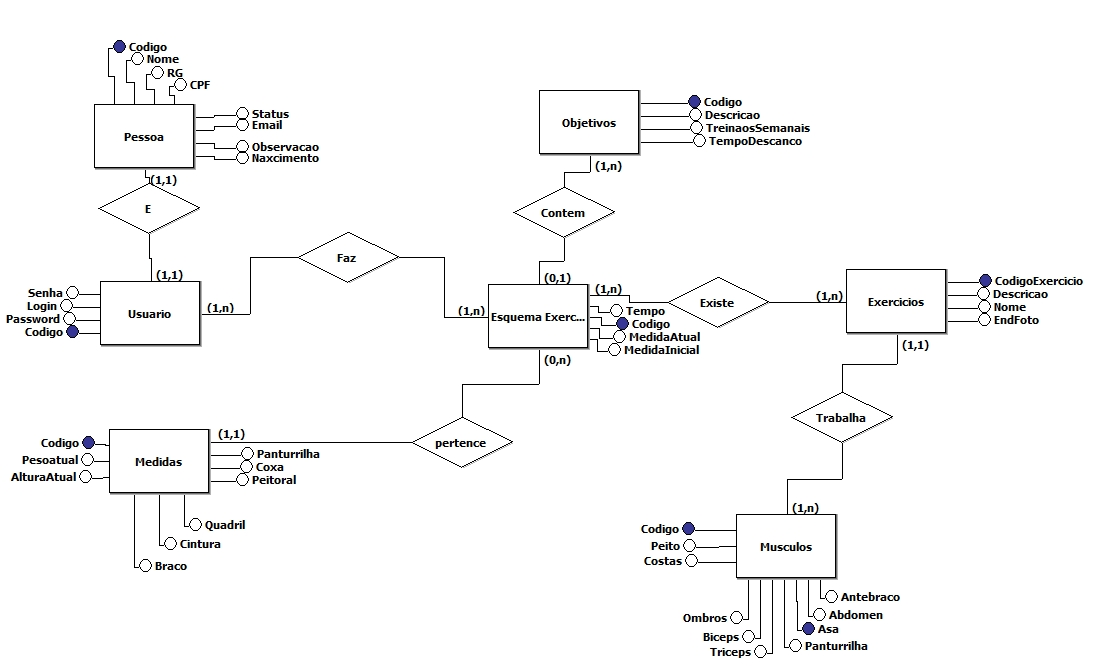 Codigo
Nome
RG
CPF
Pessoa
Status
Email
Observacao
Naxcimento
(1,1)
E
(1,1)
Objetivos
Codigo
Descricao
TreinaosSemanais
TempoDescanco
(1,n)
Contem
(0,1)
Senha
Login
Password
Codigo
Usuario
(1,n)
Faz
(1,n)
Esquema Exerc...
(1,n)
Tempo
Codigo
MedidaAtual
MedidaInicial
(0,n)
Existe
(1,n)
Exercicios
CodigoExercicio
Descricao
Nome
EndFoto
(1,1)
Trabalha
(1,n)
Codigo
Pesoatual
AlturaAtual
Medidas
(1,1)
Panturrilha
Coxa
Peitoral
Quadril
Cintura
Braco
pertence
Codigo
Peito
Costas
Musculos
Ombros
Biceps
Triceps
Antebraco
Abdomen
Asa
Panturrilha